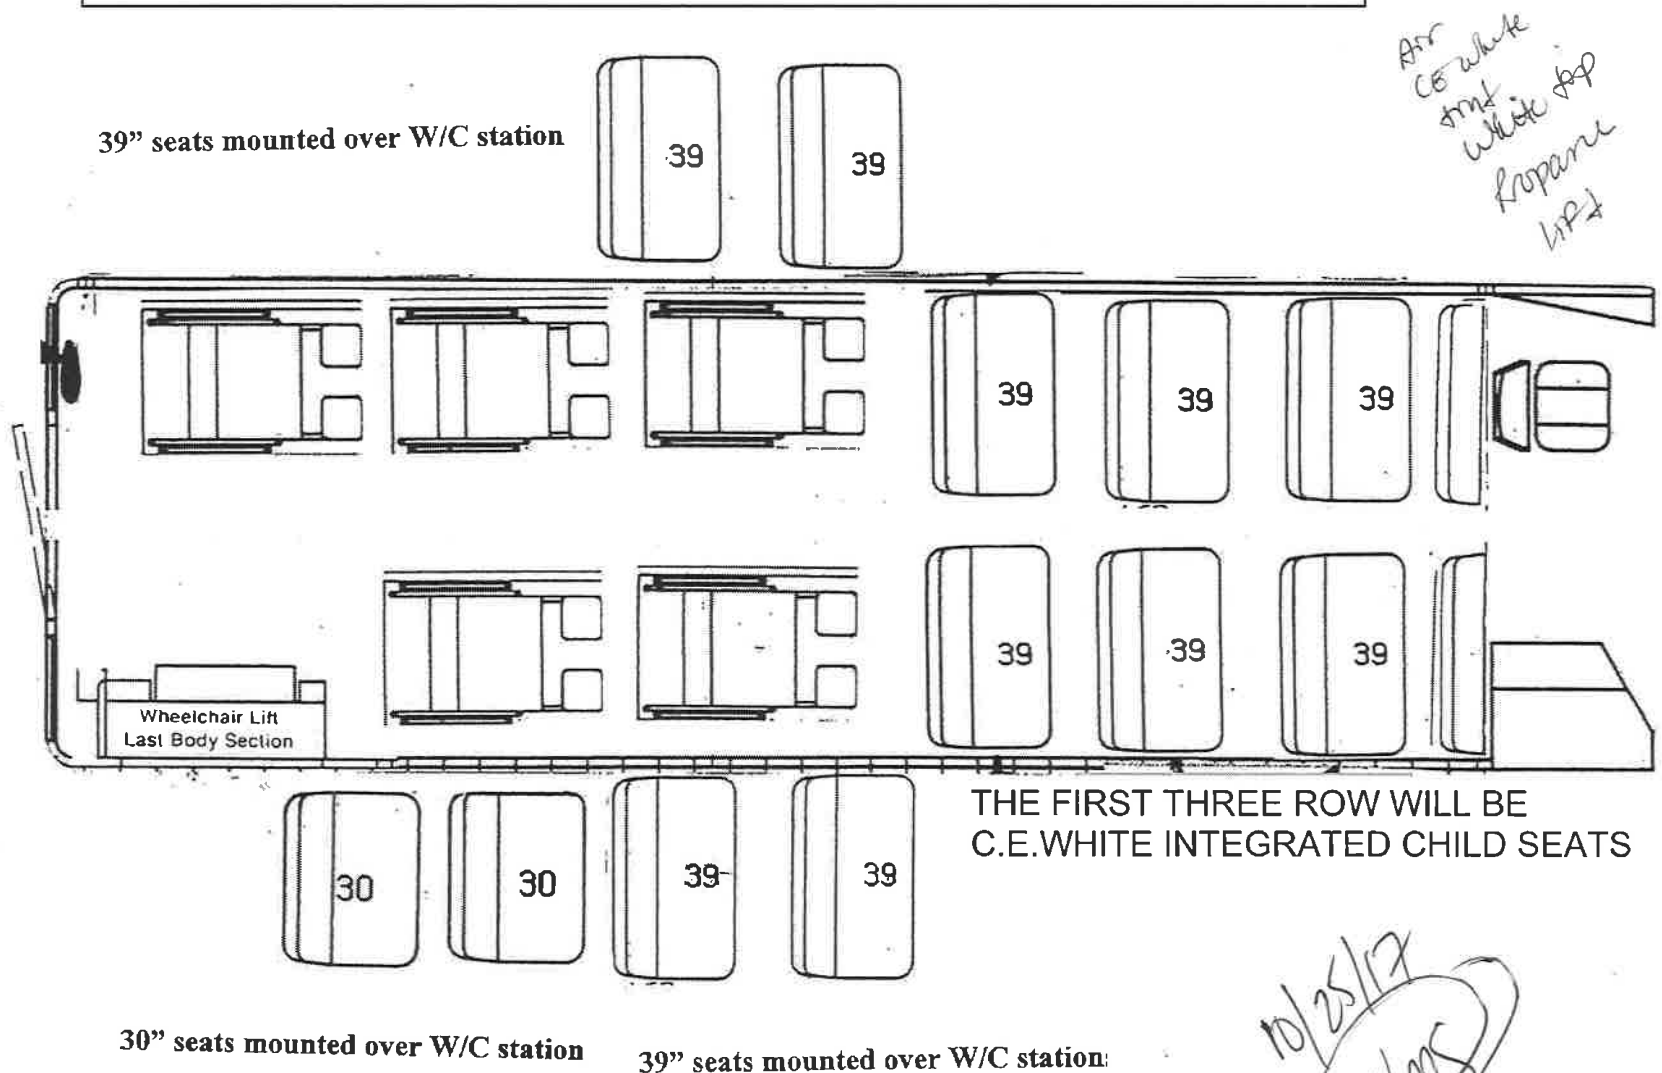 Air
CE White
tint
White top
Propane
Lift
39” seats mounted over W/C station
39
39
39
39
39
39
39
39
Wheelchair Lift
Last Body Section
THE FIRST THREE ROW WILL BE
C.E.WHITE INTEGRATED CHILD SEATS
30
30
39
39
10/25/17
30” seats mounted over W/C station
39” seats mounted over W/C station